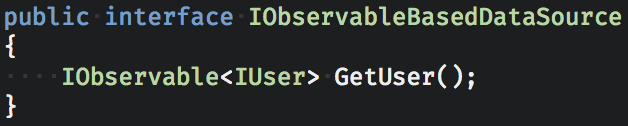 public interface IObservableBasedDataSource
{
    IObservable<IUser> GetUser();
}